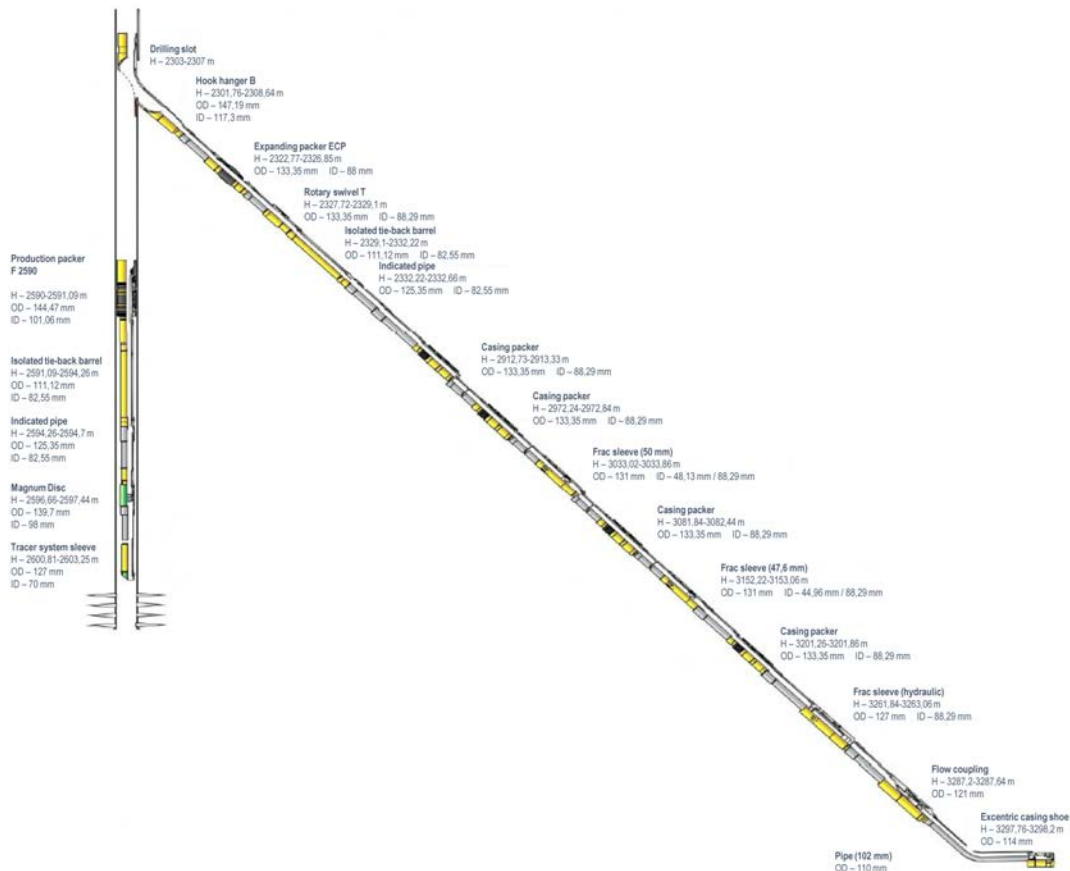 Drilling slot
H – 2303-2307 m
Hook hanger B
H – 2301,76-2308,64 m
OD – 147,19 mm
ID – 117,3 mm
Expanding packer ECP
H – 2322,77-2326,85 m
OD – 133,35 mm ID – 88 mm
Rotary swivel T
H – 2327,72-2329,1 m
OD – 133,35 mm ID – 88,29 mm
Isolated tie-back barrel
H – 2329,1-2332,22 m
OD – 111,12 mm ID – 82,55 mm
Indicated pipe
H – 2332,22-2332,66 m
OD – 125,35 mm ID – 82,55 mm
Production packer
F 2590
H – 2590-2591,09 m
OD – 144,47 mm
ID – 101,06 mm
Isolated tie-back barrel
H – 2591,09-2594,26 m
OD – 111,12 mm
ID – 82,55 mm
Indicated pipe
H – 2594,26-2594,7 m
OD – 125,35 mm
ID – 82,55 mm
Magnum Disc
H – 2596,66-2597,44 m
OD – 139,7 mm
ID – 98 mm
Tracer system sleeve
H – 2600,81-2603,25 m
OD – 127 mm
ID – 70 mm
Casing packer
H – 2912,73-2913,33 m
OD – 133,35 mm ID – 88,29 mm
Casing packer
H – 2972,24-2972,84 m
OD – 133,35 mm ID – 88,29 mm
Frac sleeve (50 mm)
H – 3033,02-3033,86 m
OD – 131 mm ID – 48,13 mm / 88,29 mm
Casing packer
H – 3081,84-3082,44 m
OD – 133,35 mm ID – 88,29 mm
Frac sleeve (47,6 mm)
H – 3152,22-3153,06 m
OD – 131 mm ID – 44,96 mm / 88,29 mm
Casing packer
H – 3201,26-3201,86 m
OD – 133,35 mm ID – 88,29 mm
Frac sleeve (hydraulic)
H – 3261,84-3263,06 m
OD – 127 mm ID – 88,29 mm
Flow coupling
H – 3287,2-3287,64 m
OD – 121 mm
Excentric casing shoe
H – 3297,76-3298,2 m
OD – 114 mm
Pipe (102 mm)
OD – 110 mm